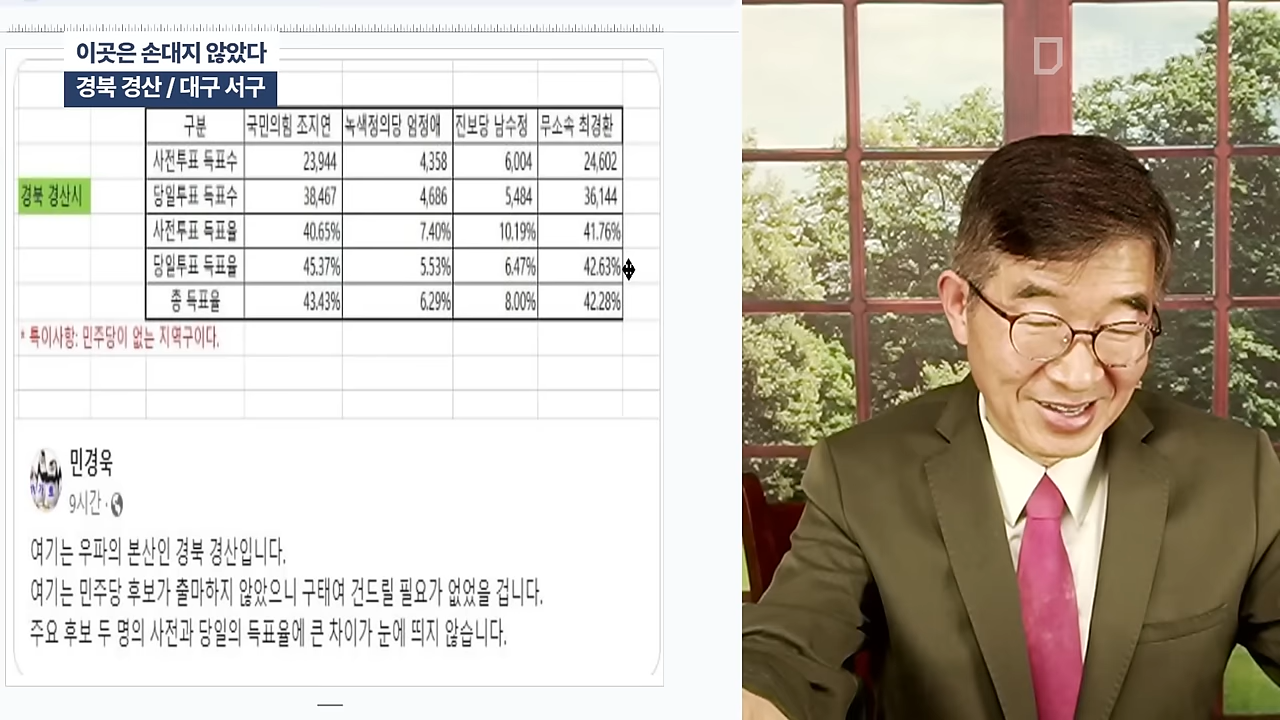 이곳은 손대지 않았다
경북 경산 / 대구 서구
구분 국민의힘 조지연 녹색정의당 엄정애 진보당 남수정 무소속 최경환
사전투표 득표수 23,944 4,358 6,004 24,602
경북 경산시 당일투표 득표수 38,467 4,686 5,484 36,144
사전투표 득표율 40.65% 7.40% 10.19% 41.76%
당일투표 득표율 45.37% 5.53% 6.47% 42.63%
총 득표율 43.43% 6.29% 8.00% 42.28%
* 특이사항: 민주당이 없는 지역구이다.
민경욱
9시간 ·
여기는 우파의 본산인 경북 경산입니다.
여기는 민주당 후보가 출마하지 않았으니 구태여 건드릴 필요가 없었을 겁니다.
주요 후보 두 명의 사전과 당일의 득표율에 큰 차이가 눈에 띄지 않습니다.